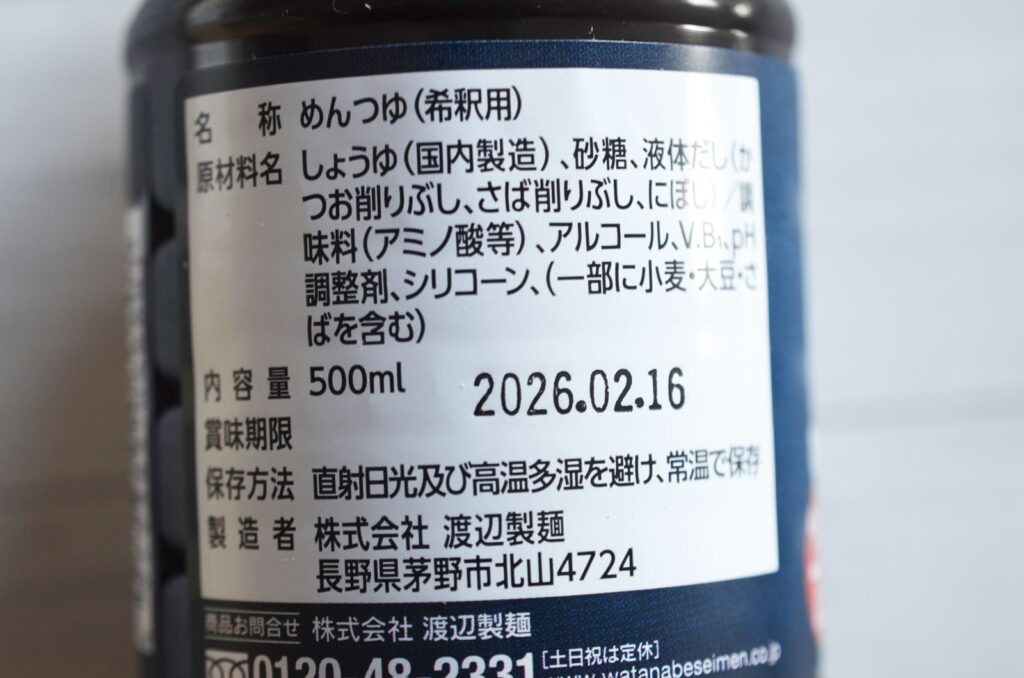 名称 めんつゆ(希釈用)
原材料名 しょうゆ(国内製造)、砂糖、液体だし(か
つお削りぶし、さば削りぶし、にぼし)/調
味料(アミノ酸等)、アルコール、V.B₁、pH
調整剤、シリコーン、(一部に小麦・大豆・さ
ばを含む)
内容量 500ml
2026.02.16
賞味期限
保存方法 直射日光及び高温多湿を避け、常温で保存
製造者 株式会社 渡辺製麺
長野県茅野市北山4724
商品お問合せ 株式会社 渡辺製麺
0120-48-2331 [土日祝は定休]
www.watanabeseimen.co.jp